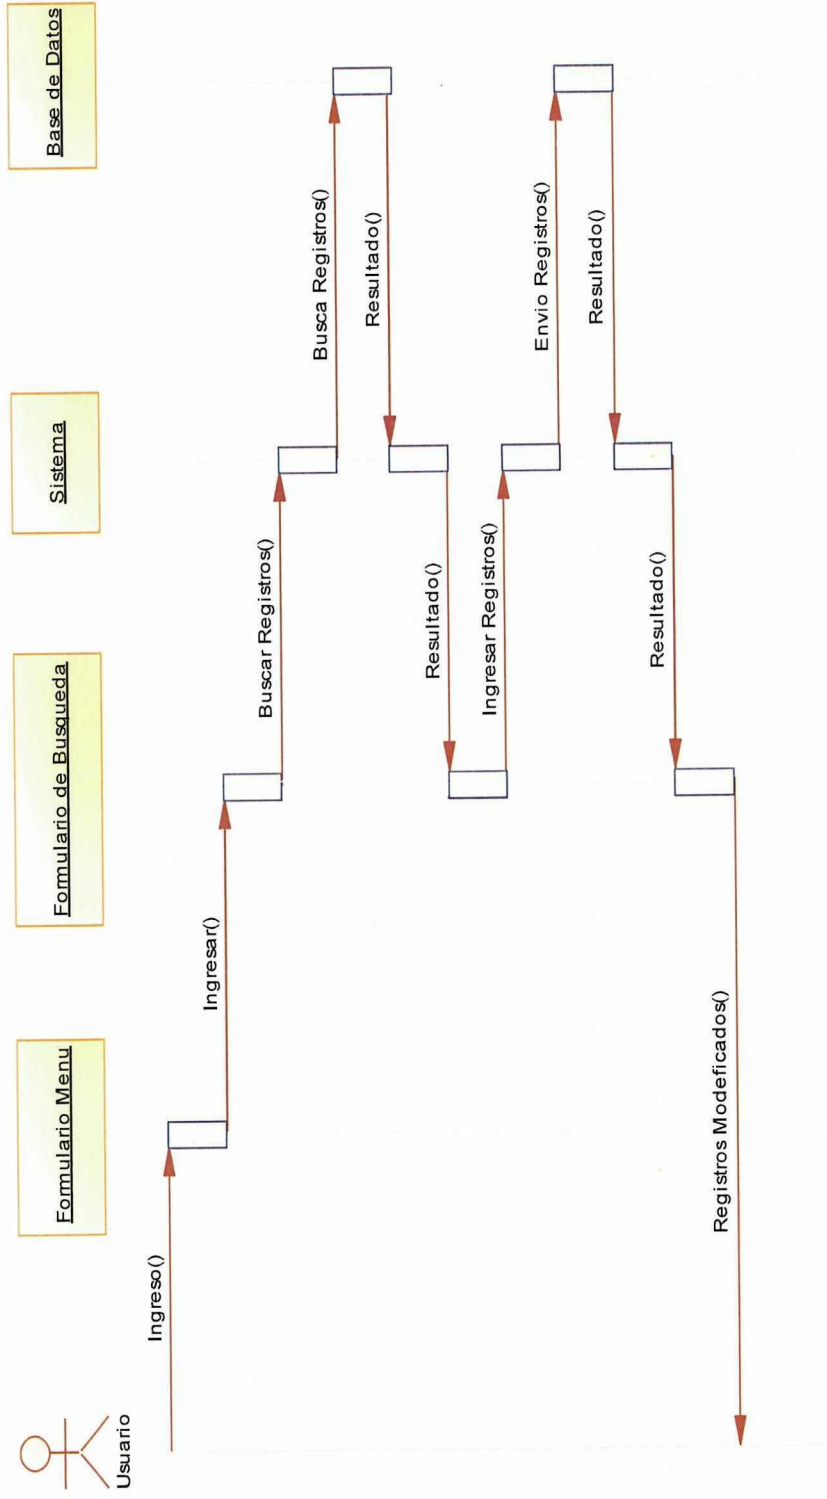 Usuario
Formulario Menu
Formulario de Busqueda
Sistema
Base de Datos
Ingreso()
Ingresar()
Buscar Registros()
Busca Registros()
Resultado()
Resultado()
Ingresar Registros()
Envio Registros()
Resultado()
Resultado()
Registros Modeficados()